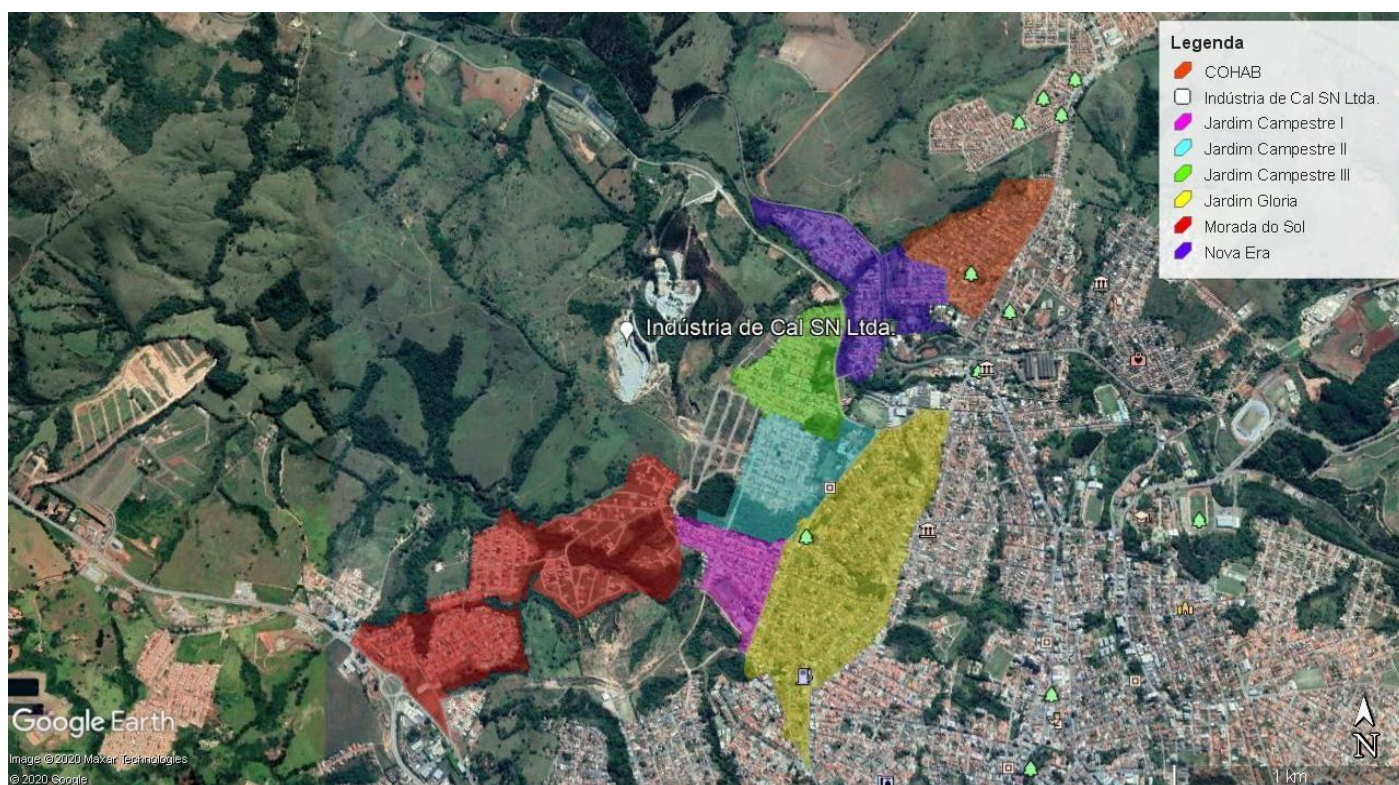 Legenda
COHAB
Indústria de Cal SN Ltda.
Jardim Campestre I
Jardim Campestre II
Jardim Campestre III
Jardim Gloria
Morada do Sol
Nova Era
Indústria de Cal SN Ltda.
Google Earth
Image ©2020 Maxar Technologies
© 2020 Google
N
1 km